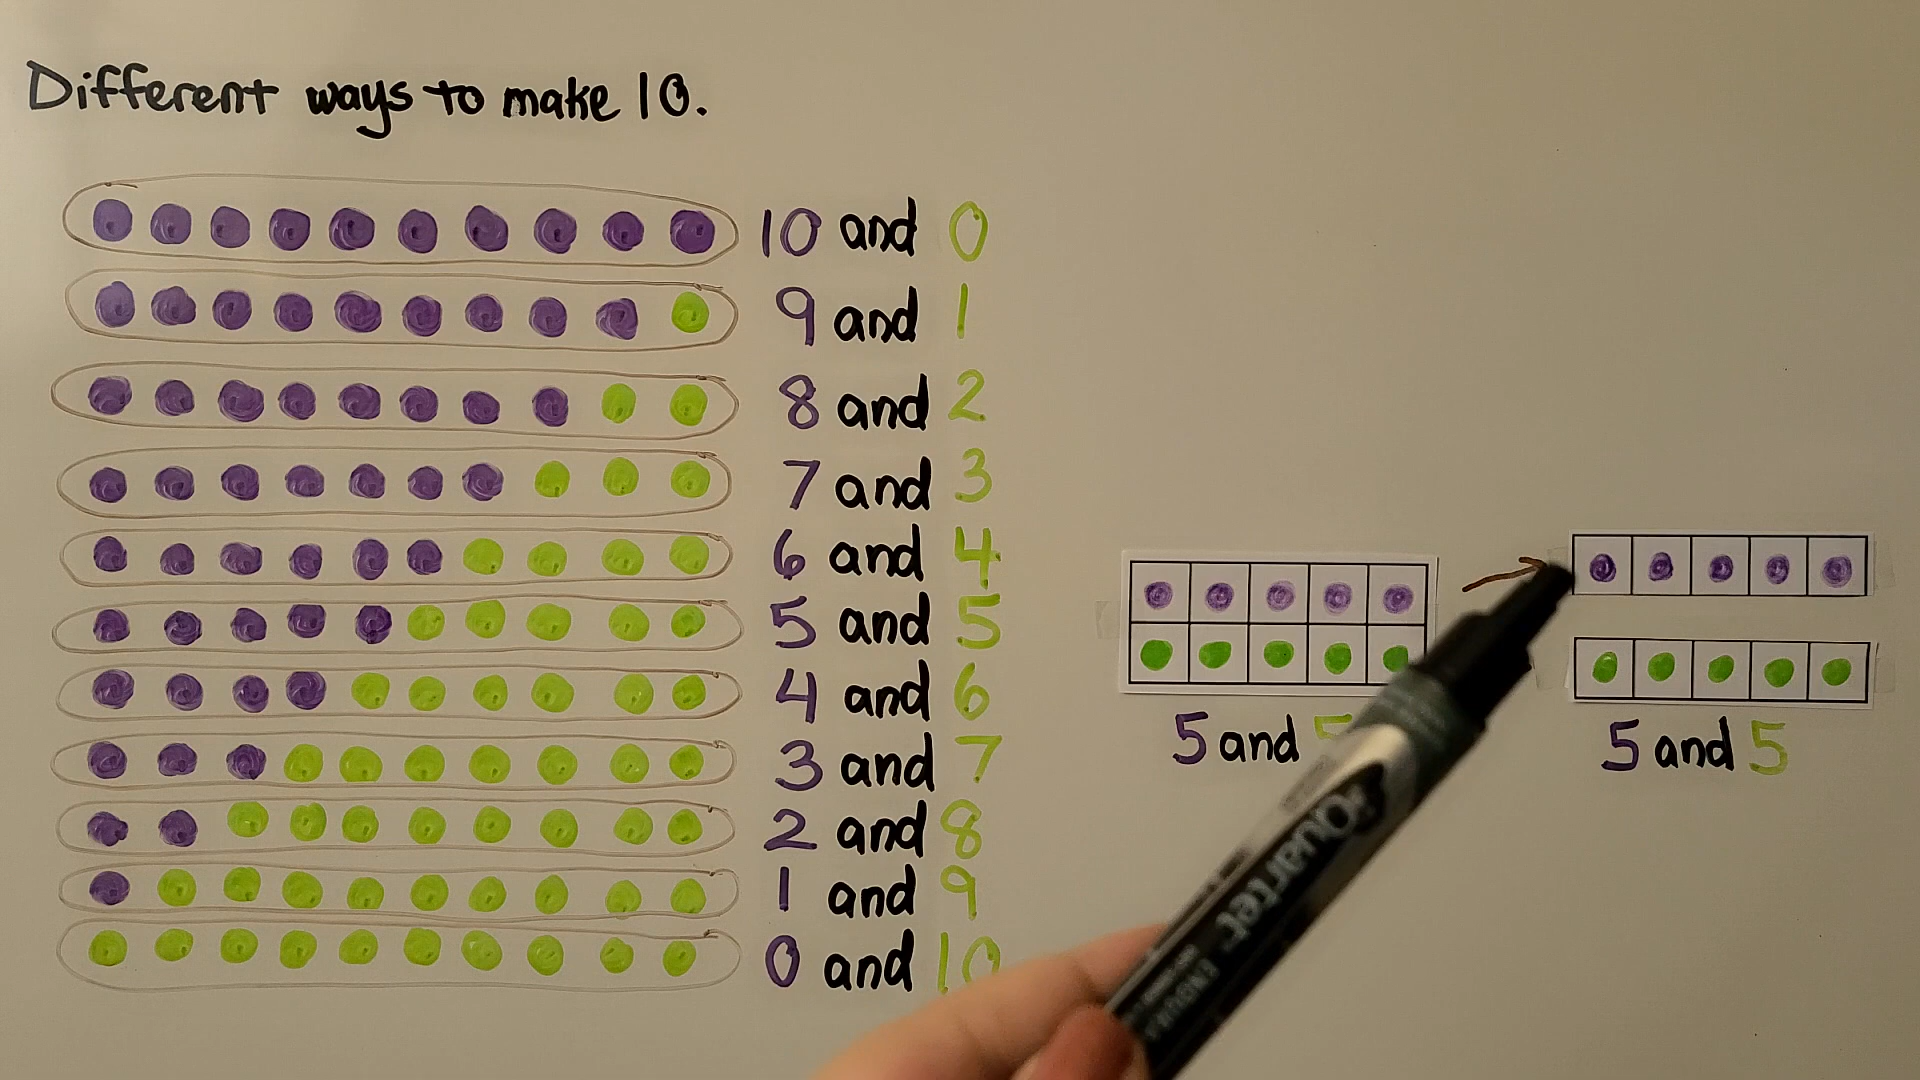 Different ways to make 10.
10 and 0
9 and 1
8 and 2
7 and 3
6 and 4
5 and 5
4 and 6
3 and 7
2 and 8
1 and 9
0 and 10
5 and 5
5 and 5
Quartet